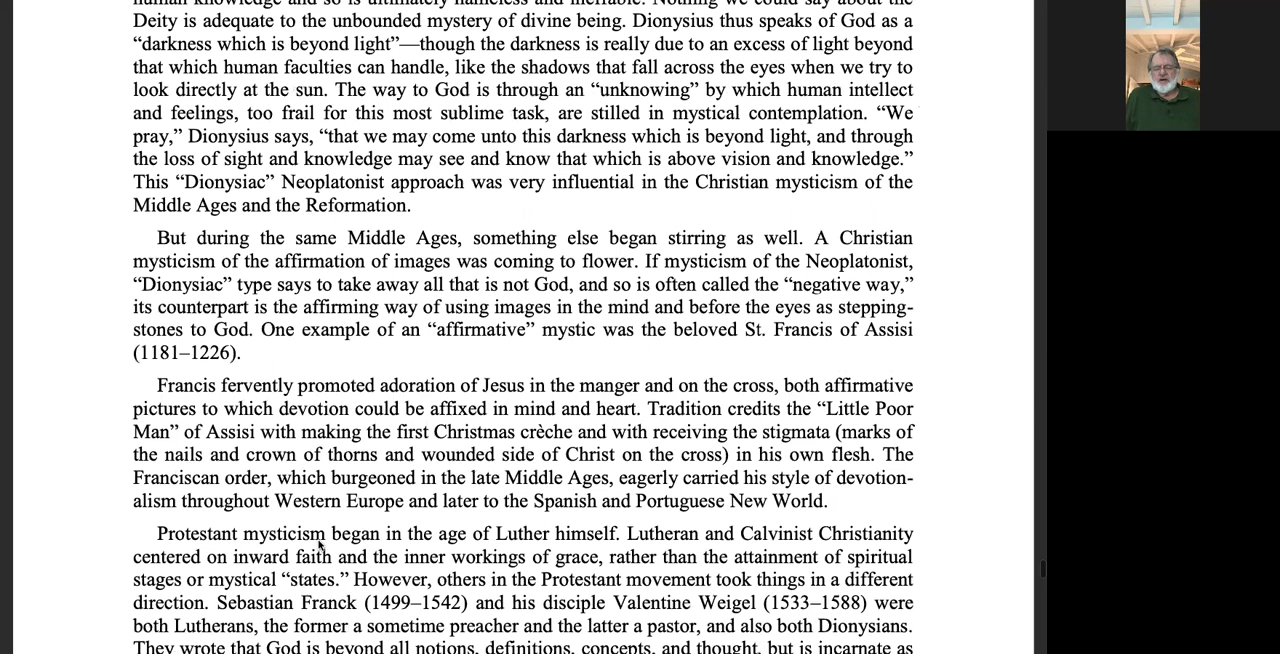 human knowledge and so is ultimately nameless and ineffable. Nothing we could say about the
Deity is adequate to the unbounded mystery of divine being. Dionysius thus speaks of God as a
“darkness which is beyond light”—though the darkness is really due to an excess of light beyond
that which human faculties can handle, like the shadows that fall across the eyes when we try to
look directly at the sun. The way to God is through an “unknowing” by which human intellect
and feelings, too frail for this most sublime task, are stilled in mystical contemplation. “We
pray,” Dionysius says, “that we may come unto this darkness which is beyond light, and through
the loss of sight and knowledge may see and know that which is above vision and knowledge.”
This “Dionysiac” Neoplatonist approach was very influential in the Christian mysticism of the
Middle Ages and the Reformation.
But during the same Middle Ages, something else began stirring as well. A Christian
mysticism of the affirmation of images was coming to flower. If mysticism of the Neoplatonist,
“Dionysiac” type says to take away all that is not God, and so is often called the “negative way,”
its counterpart is the affirming way of using images in the mind and before the eyes as stepping-
stones to God. One example of an “affirmative” mystic was the beloved St. Francis of Assisi
(1181–1226).
Francis fervently promoted adoration of Jesus in the manger and on the cross, both affirmative
pictures to which devotion could be affixed in mind and heart. Tradition credits the “Little Poor
Man” of Assisi with making the first Christmas crèche and with receiving the stigmata (marks of
the nails and crown of thorns and wounded side of Christ on the cross) in his own flesh. The
Franciscan order, which burgeoned in the late Middle Ages, eagerly carried his style of devotion-
alism throughout Western Europe and later to the Spanish and Portuguese New World.
Protestant mysticism began in the age of Luther himself. Lutheran and Calvinist Christianity
centered on inward faith and the inner workings of grace, rather than the attainment of spiritual
stages or mystical “states.” However, others in the Protestant movement took things in a different
direction. Sebastian Franck (1499–1542) and his disciple Valentine Weigel (1533–1588) were
both Lutherans, the former a sometime preacher and the latter a pastor, and also both Dionysians.
They wrote that God is beyond all notions, definitions, concepts, and thought, but is incarnate as